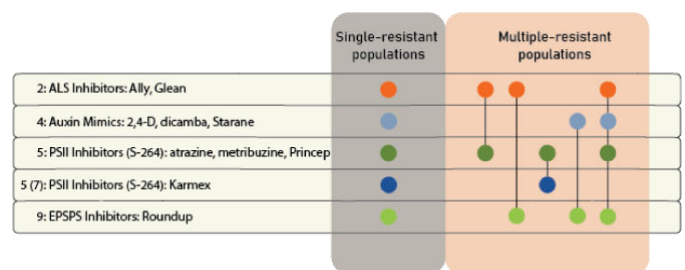 Single-resistant
populations
Multiple-resistant
populations
2: ALS Inhibitors: Ally, Glean
4: Auxin Mimics: 2,4-D, dicamba, Starane
5: PSII Inhibitors (S-264): atrazine, metribuzine, Princep
5 (7): PSII Inhibitors (S-264): Karmex
9: EPSPS Inhibitors: Roundup